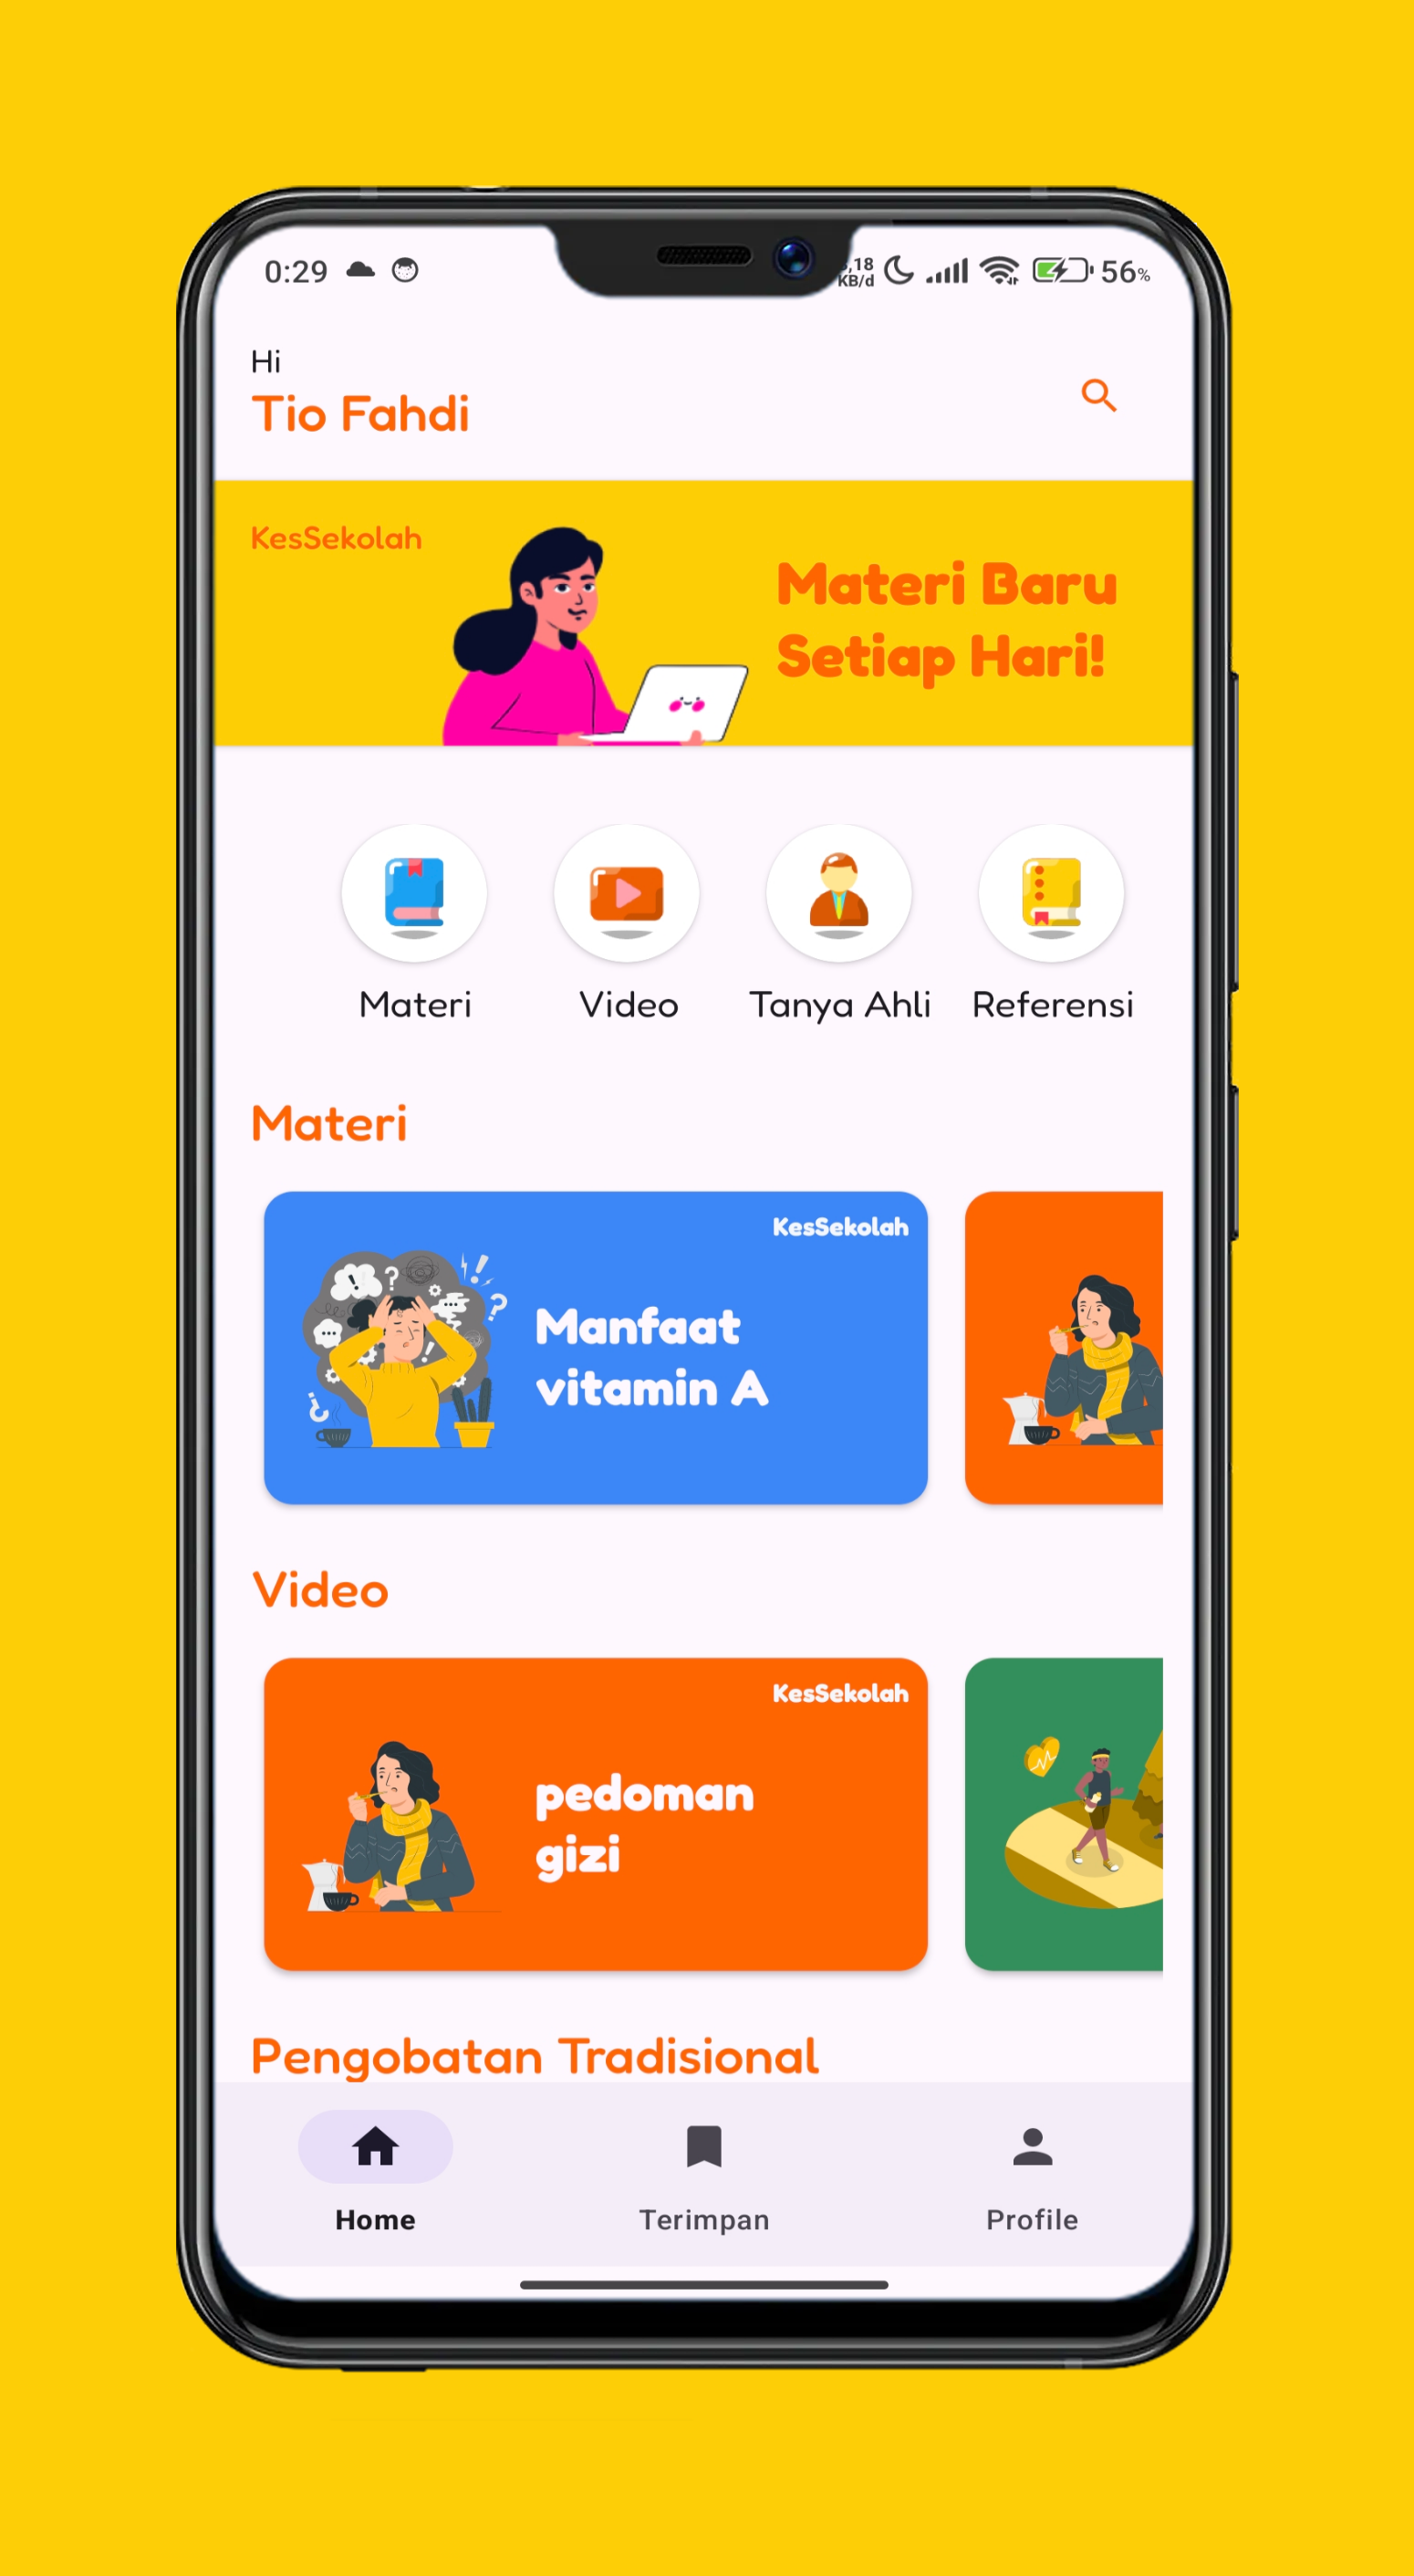 0:29
KB/d
56%
Hi
Tio Fahdi
KesSekolah
Materi Baru
Setiap Hari!
Materi
Video
Tanya Ahli
Referensi
Materi
KesSekolah
Manfaat
vitamin A
Video
KesSekolah
pedoman
gizi
Pengobatan Tradisional
Home
Terimpan
Profile